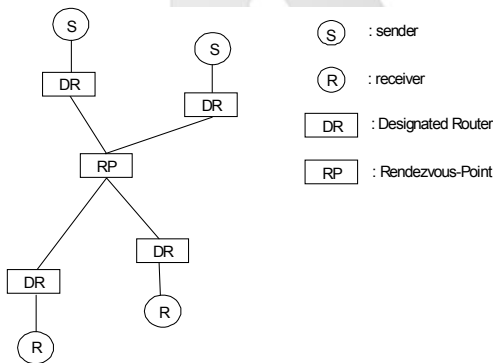 S
S
DR
DR
RP
DR
DR
R
R
S : sender
R : receiver
DR : Designated Router
RP : Rendezvous-Point